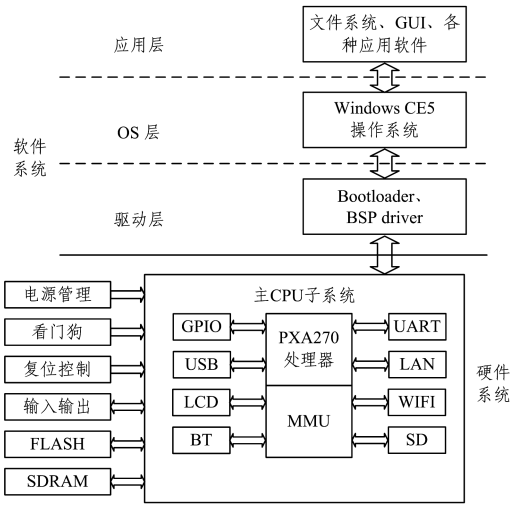 应用层
文件系统、GUI、各
种应用软件
软件
系统
OS 层
Windows CE5
操作系统
驱动层
Bootloader、
BSP driver
电源管理
看门狗
复位控制
输入输出
FLASH
SDRAM
主CPU子系统
GPIO
USB
LCD
BT
PXA270
处理器
MMU
UART
LAN
WIFI
SD
硬件
系统